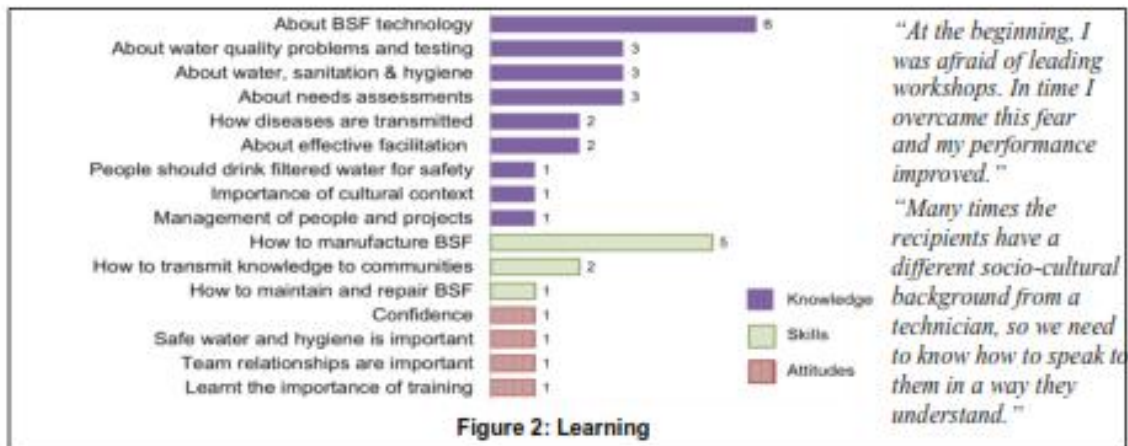 About BSF technology 6
About water quality problems and testing 3
About water, sanitation & hygiene 3
About needs assessments 3
How diseases are transmitted 2
About effective facilitation 2
People should drink filtered water for safety 1
Importance of cultural context 1
Management of people and projects 1
How to manufacture BSF 5
How to transmit knowledge to communities 2
How to maintain and repair BSF 1
Confidence 1
Safe water and hygiene is important 1
Team relationships are important 1
Learnt the importance of training 1
Knowledge
Skills
Attitudes
Figure 2: Learning
“At the beginning, I
was afraid of leading
workshops. In time I
overcame this fear
and my performance
improved.”
“Many times the
recipients have a
different socio-cultural
background from a
technician, so we need
to know how to speak to
them in a way they
understand.”